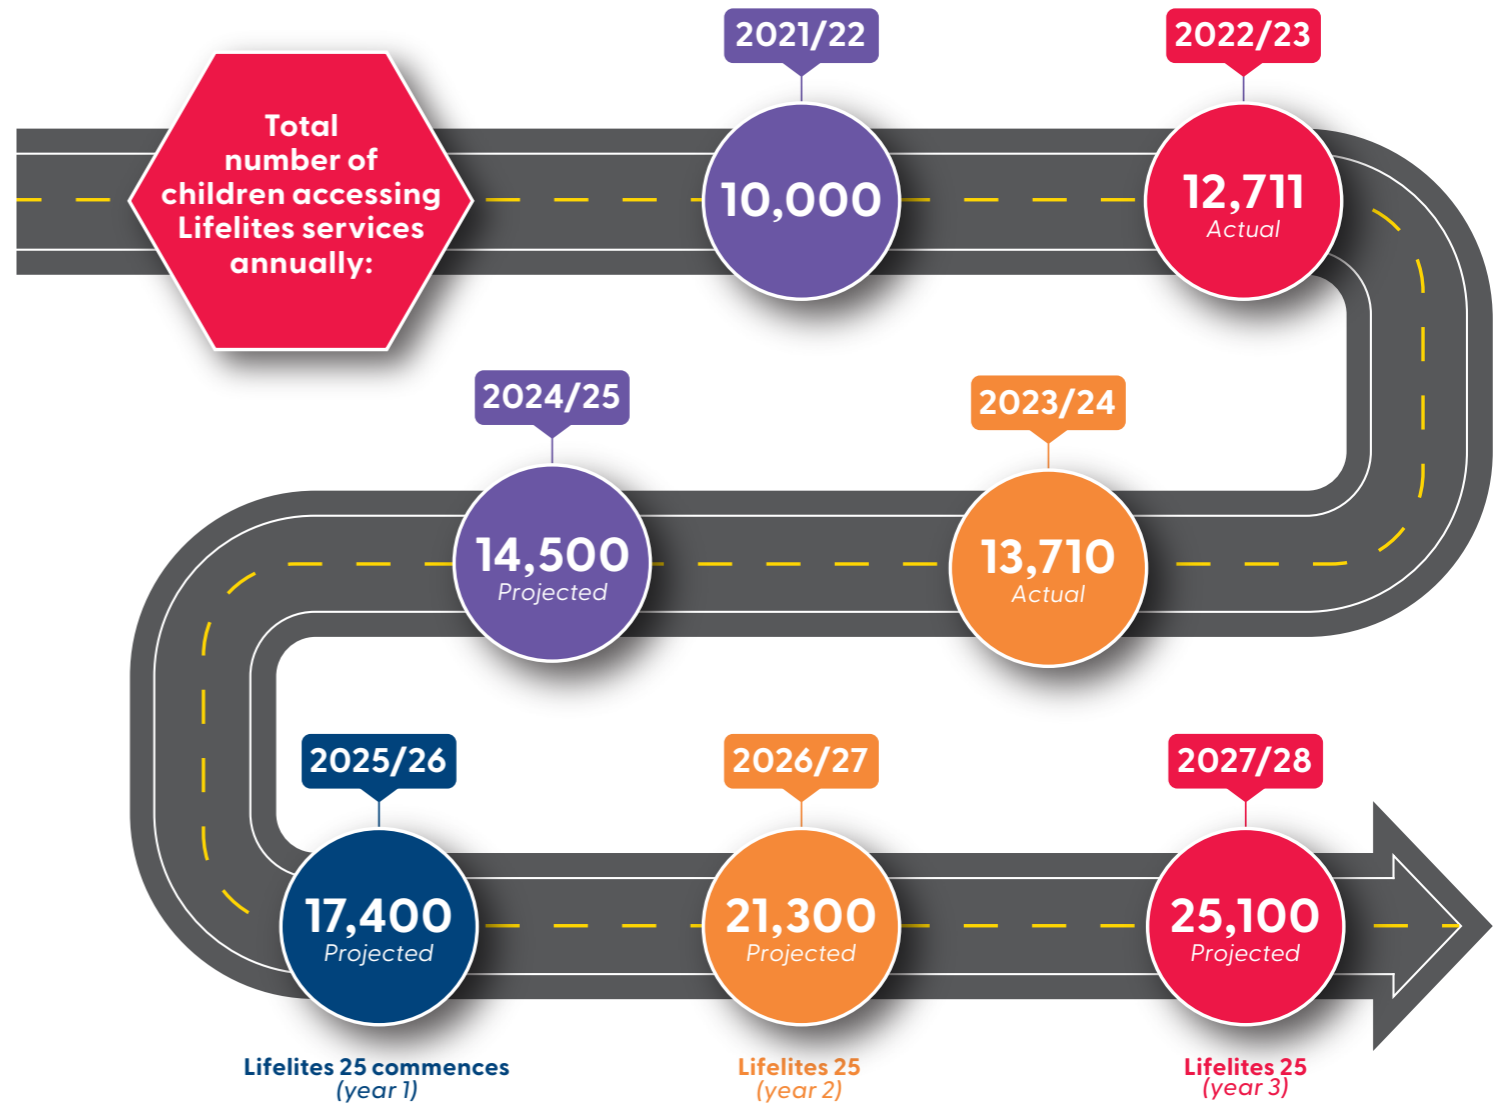 Total
number of
children accessing
Lifelites services
annually:
2021/22
10,000
2022/23
12,711
Actual
2023/24
13,710
Actual
2024/25
14,500
Projected
2025/26
17,400
Projected
Lifelites 25 commences
(year 1)
2026/27
21,300
Projected
Lifelites 25
(year 2)
2027/28
25,100
Projected
Lifelites 25
(year 3)